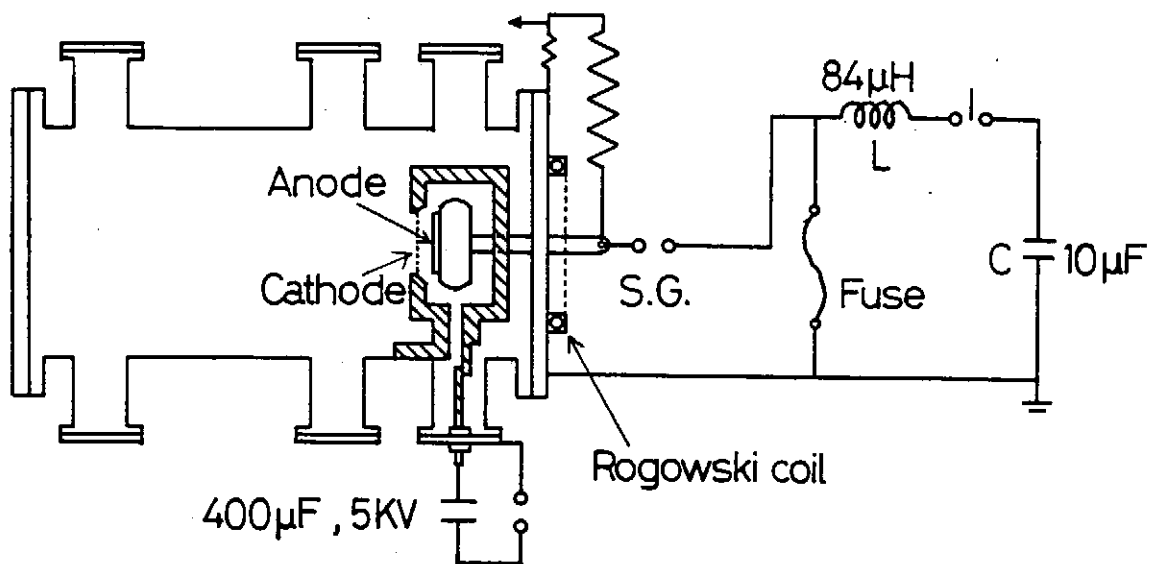 84μH
L
Anode
Cathode
S.G.
Fuse
C
10μF
Rogowski coil
400μF, 5KV